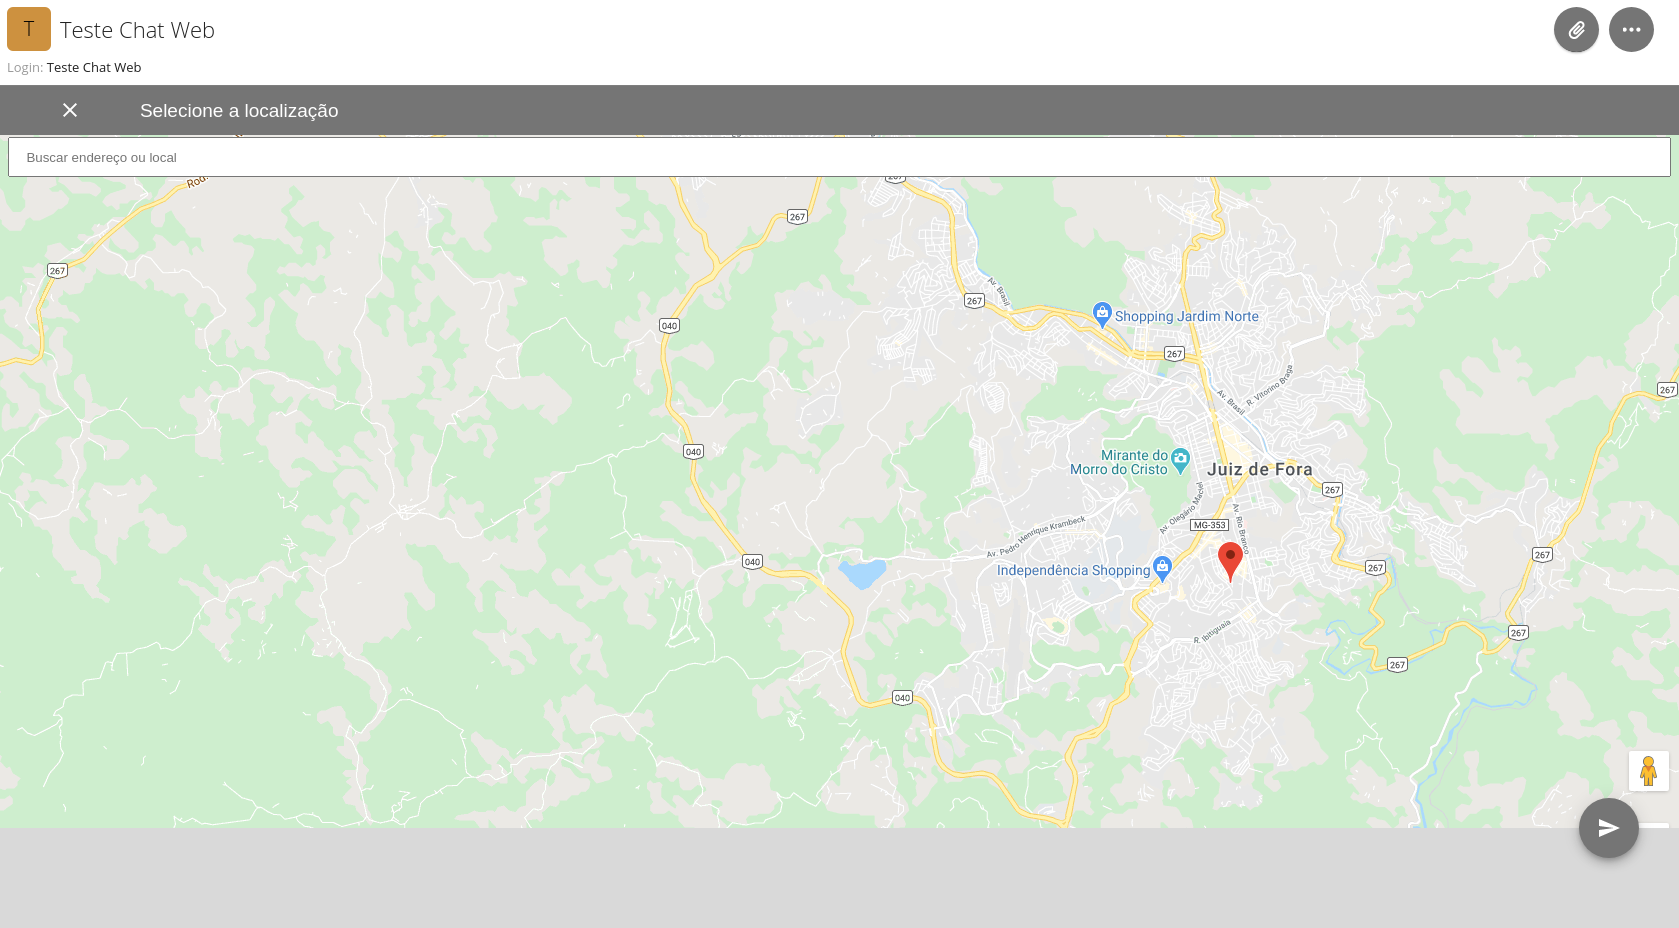 T
Teste Chat Web
Login: Teste Chat Web
Selecione a localização
Buscar endereço ou local
267
267
267
Av. Brasil
267
Shopping Jardim Norte
040
267
R. Vitorino Braga
267
Av. Brasil
040
Mirante do
Morro do Cristo
Juiz de Fora
267
Av. Olegário Maciel
MG-353
Av. Rio Branco
Av. Pedro Henrique Krambeck
267
040
Independência Shopping
267
R. Ibitiguaia
267
267
040